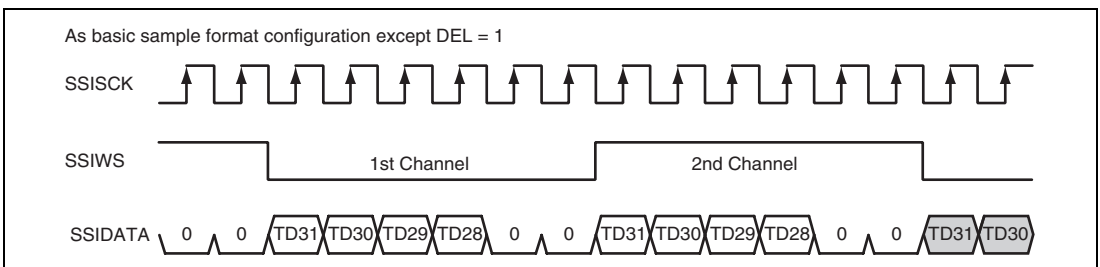 As basic sample format configuration except DEL = 1
SSISCK
SSIWS 1st Channel 2nd Channel
SSIDATA 0 0 TD31 TD30 TD29 TD28 0 0 TD31 TD30 TD29 TD28 0 0 TD31 TD30